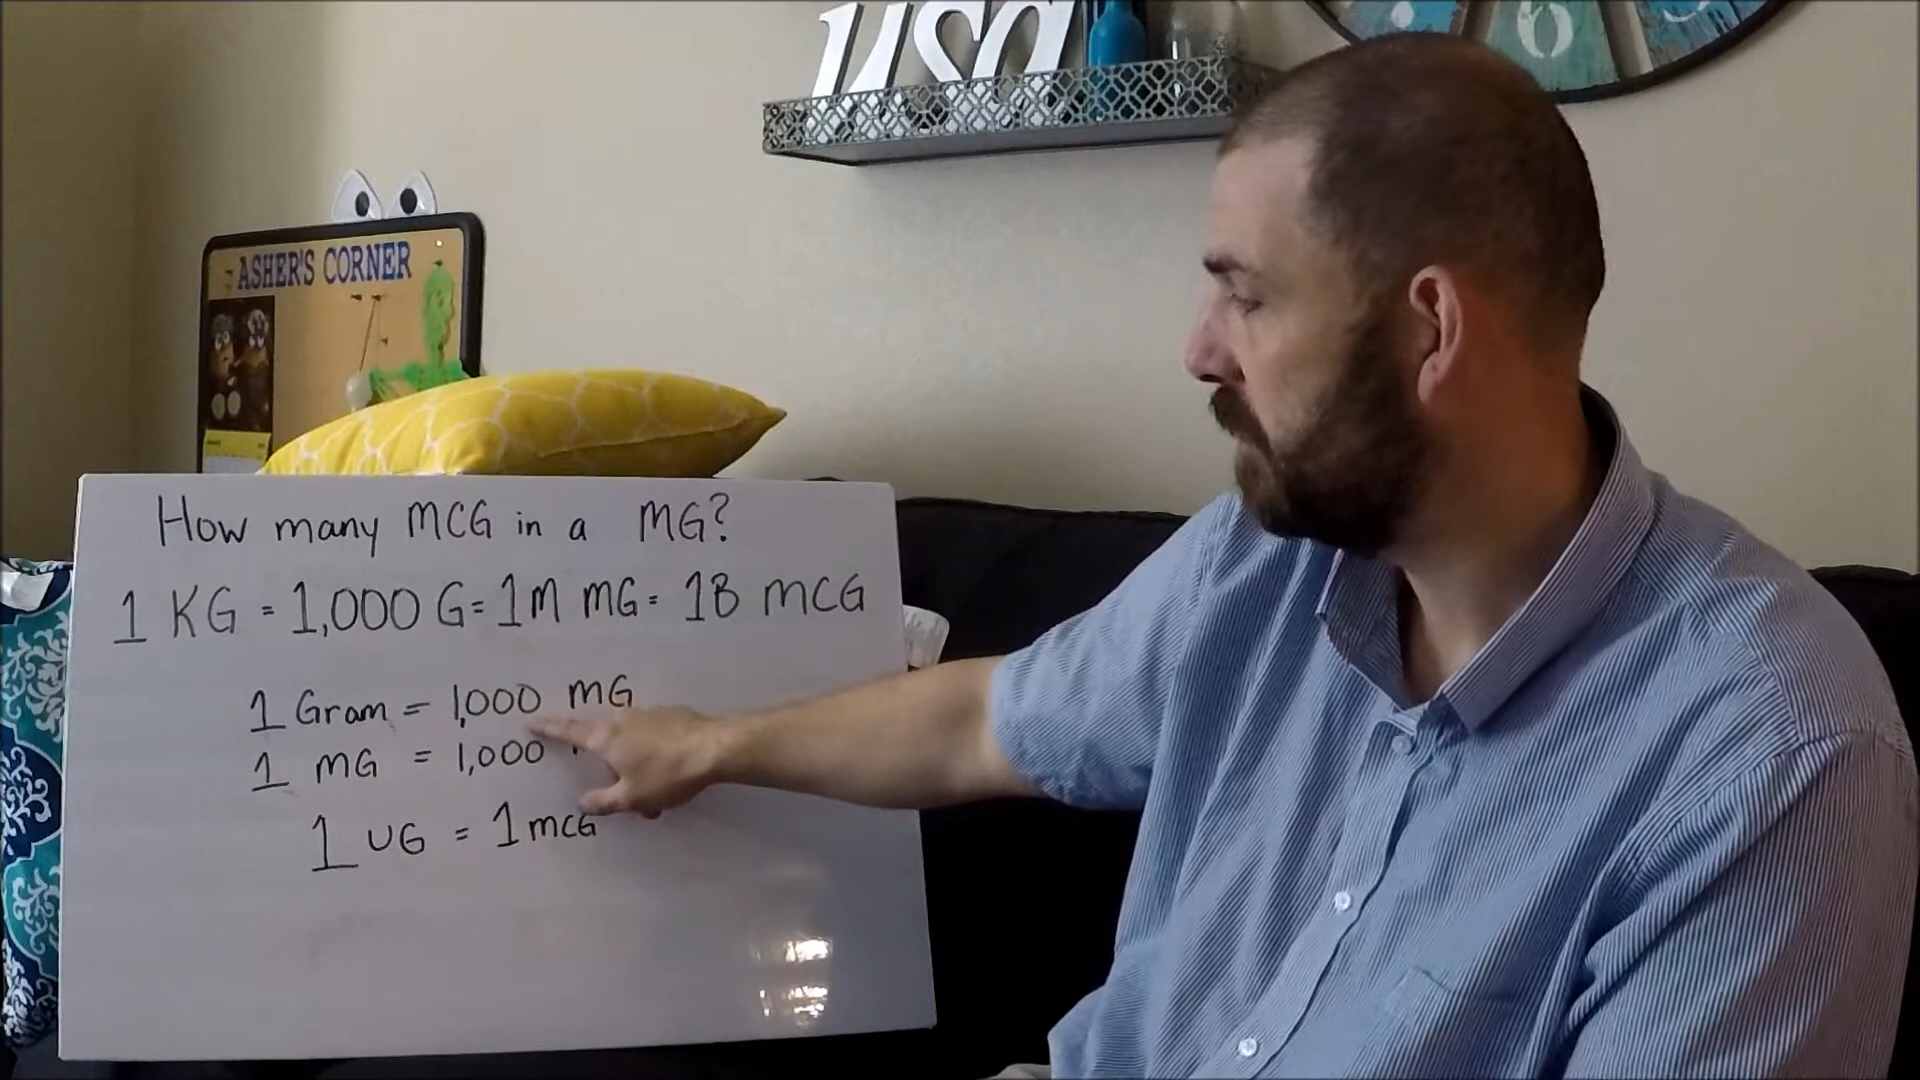 usa
6
ASHER'S CORNER
How many MCG in a MG?
1 KG = 1,000 G = 1M MG = 1B MCG
1 Gram = 1,000 MG
1 MG = 1,000
1 UG = 1 MCG